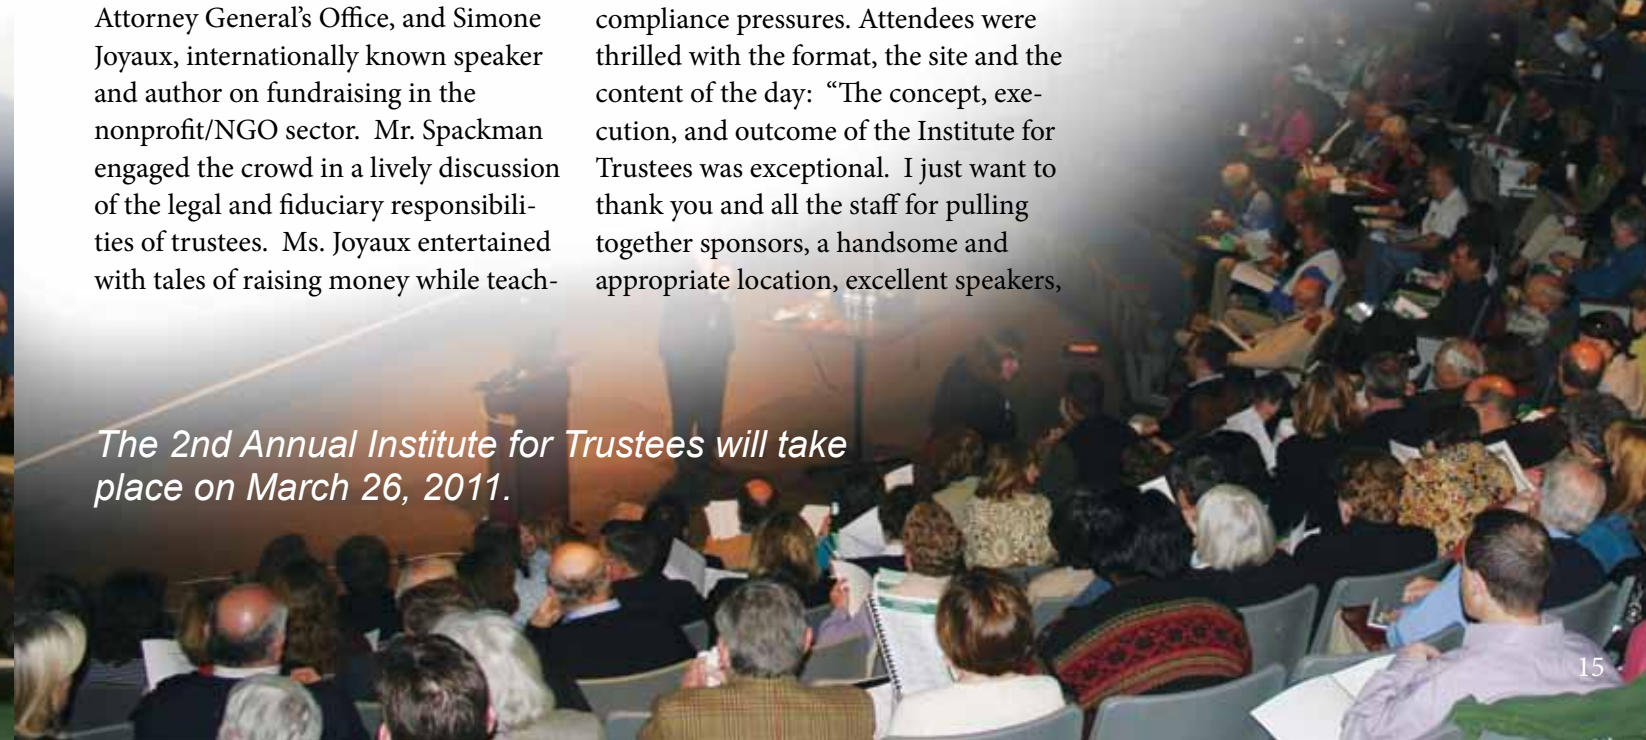 Attorney General’s Office, and Simone
Joyaux, internationally known speaker
and author on fundraising in the
nonprofit/NGO sector.  Mr. Spackman
engaged the crowd in a lively discussion
of the legal and fiduciary responsibili-
ties of trustees.  Ms. Joyaux entertained
with tales of raising money while teach-
compliance pressures. Attendees were
thrilled with the format, the site and the
content of the day:  “The concept, exe-
cution, and outcome of the Institute for
Trustees was exceptional.  I just want to
thank you and all the staff for pulling
together sponsors, a handsome and
appropriate location, excellent speakers,
The 2nd Annual Institute for Trustees will take
place on March 26, 2011.
15